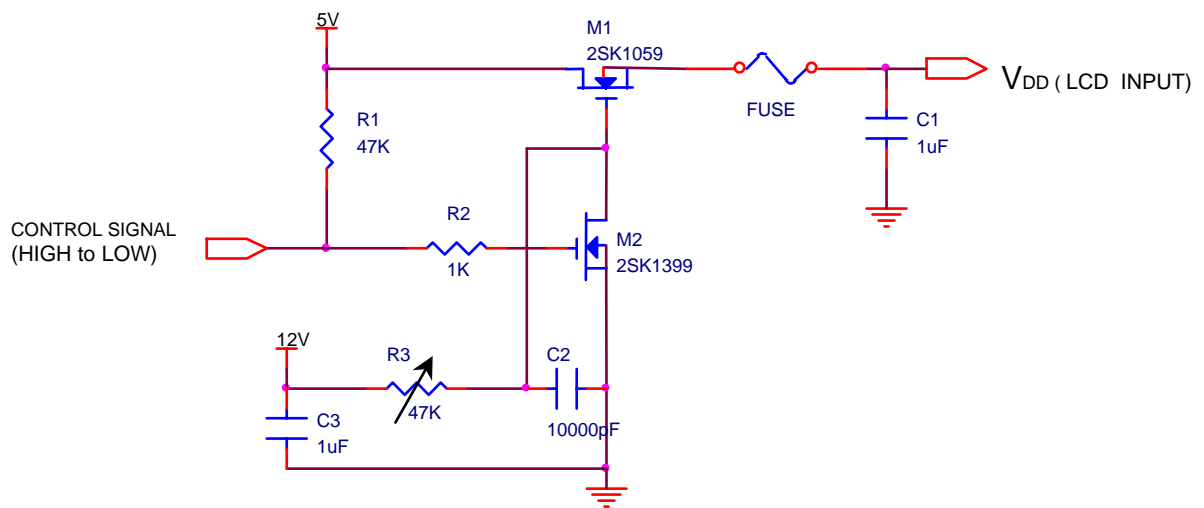 5V
M1
2SK1059
R1
47K
FUSE
VDD ( LCD INPUT)
C1
1uF
CONTROL SIGNAL
(HIGH to LOW)
R2
1K
M2
2SK1399
12V
R3
47K
C2
10000pF
C3
1uF